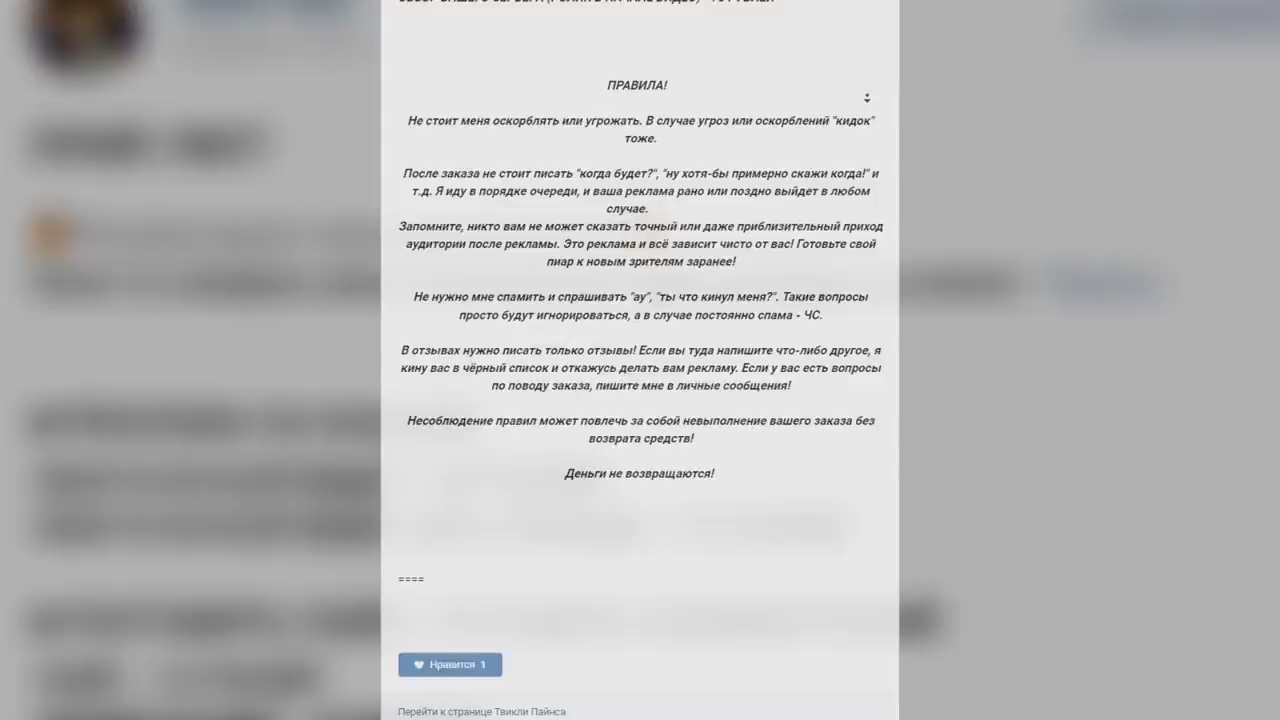 ПРАВИЛА!
Не стоит меня оскорблять или угрожать. В случае угроз или оскорблений "кидок"
тоже.
После заказа не стоит писать "когда будет?", "ну хотя-бы примерно скажи когда!" и
т.д. Я иду в порядке очереди, и ваша реклама рано или поздно выйдет в любом
случае.
Запомните, никто вам не может сказать точный или даже приблизительный приход
аудитории после рекламы. Это реклама и всё зависит чисто от вас! Готовьте свой
пиар к новым зрителям заранее!
Не нужно мне спамить и спрашивать "ау", "ты что кинул меня?". Такие вопросы
просто будут игнорироваться, а в случае постоянно спама - ЧС.
В отзывах нужно писать только отзывы! Если вы туда напишите что-либо другое, я
кину вас в чёрный список и откажусь делать вам рекламу. Если у вас есть вопросы
по поводу заказа, пишите мне в личные сообщения!
Несоблюдение правил может повлечь за собой невыполнение вашего заказа без
возврата средств!
Деньги не возвращаются!
====
Нравится 1
Перейти к странице Твикли Пайнса